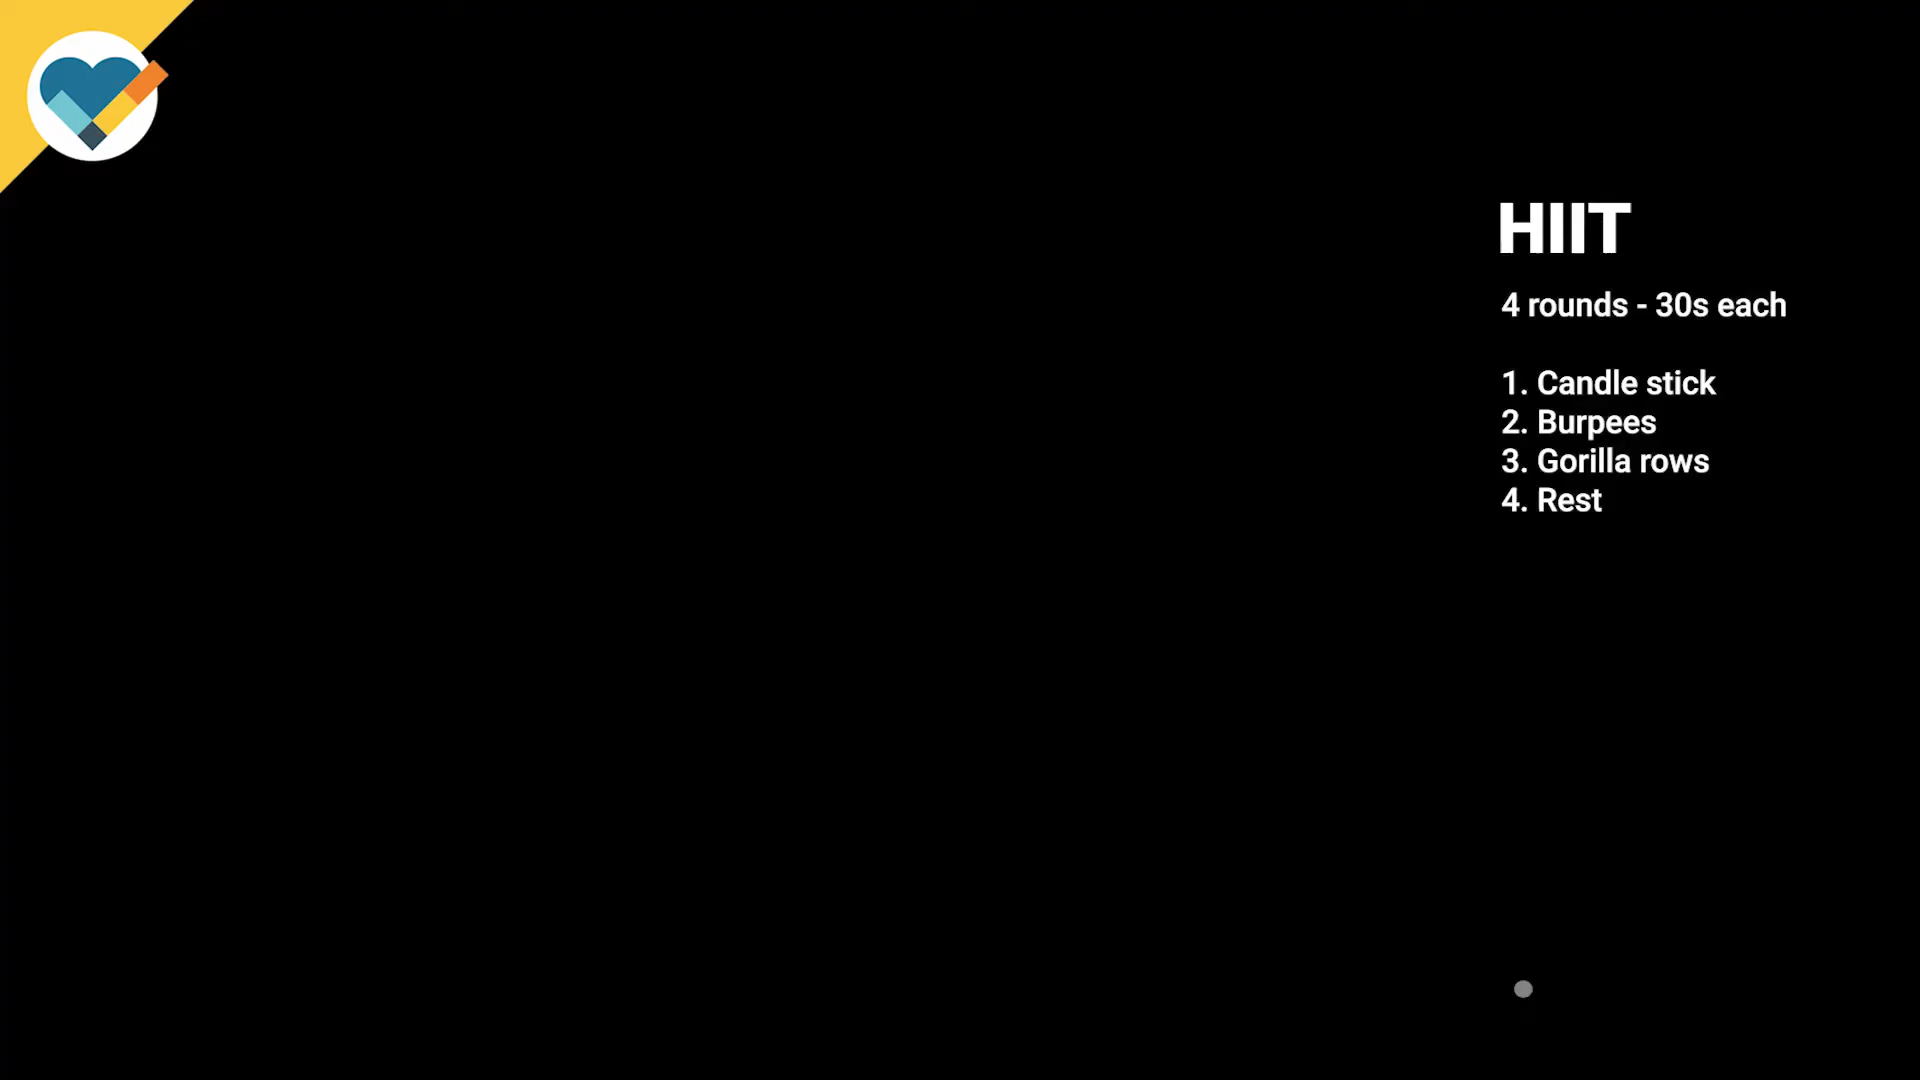 HIIT
4 rounds - 30s each
1. Candle stick
2. Burpees
3. Gorilla rows
4. Rest